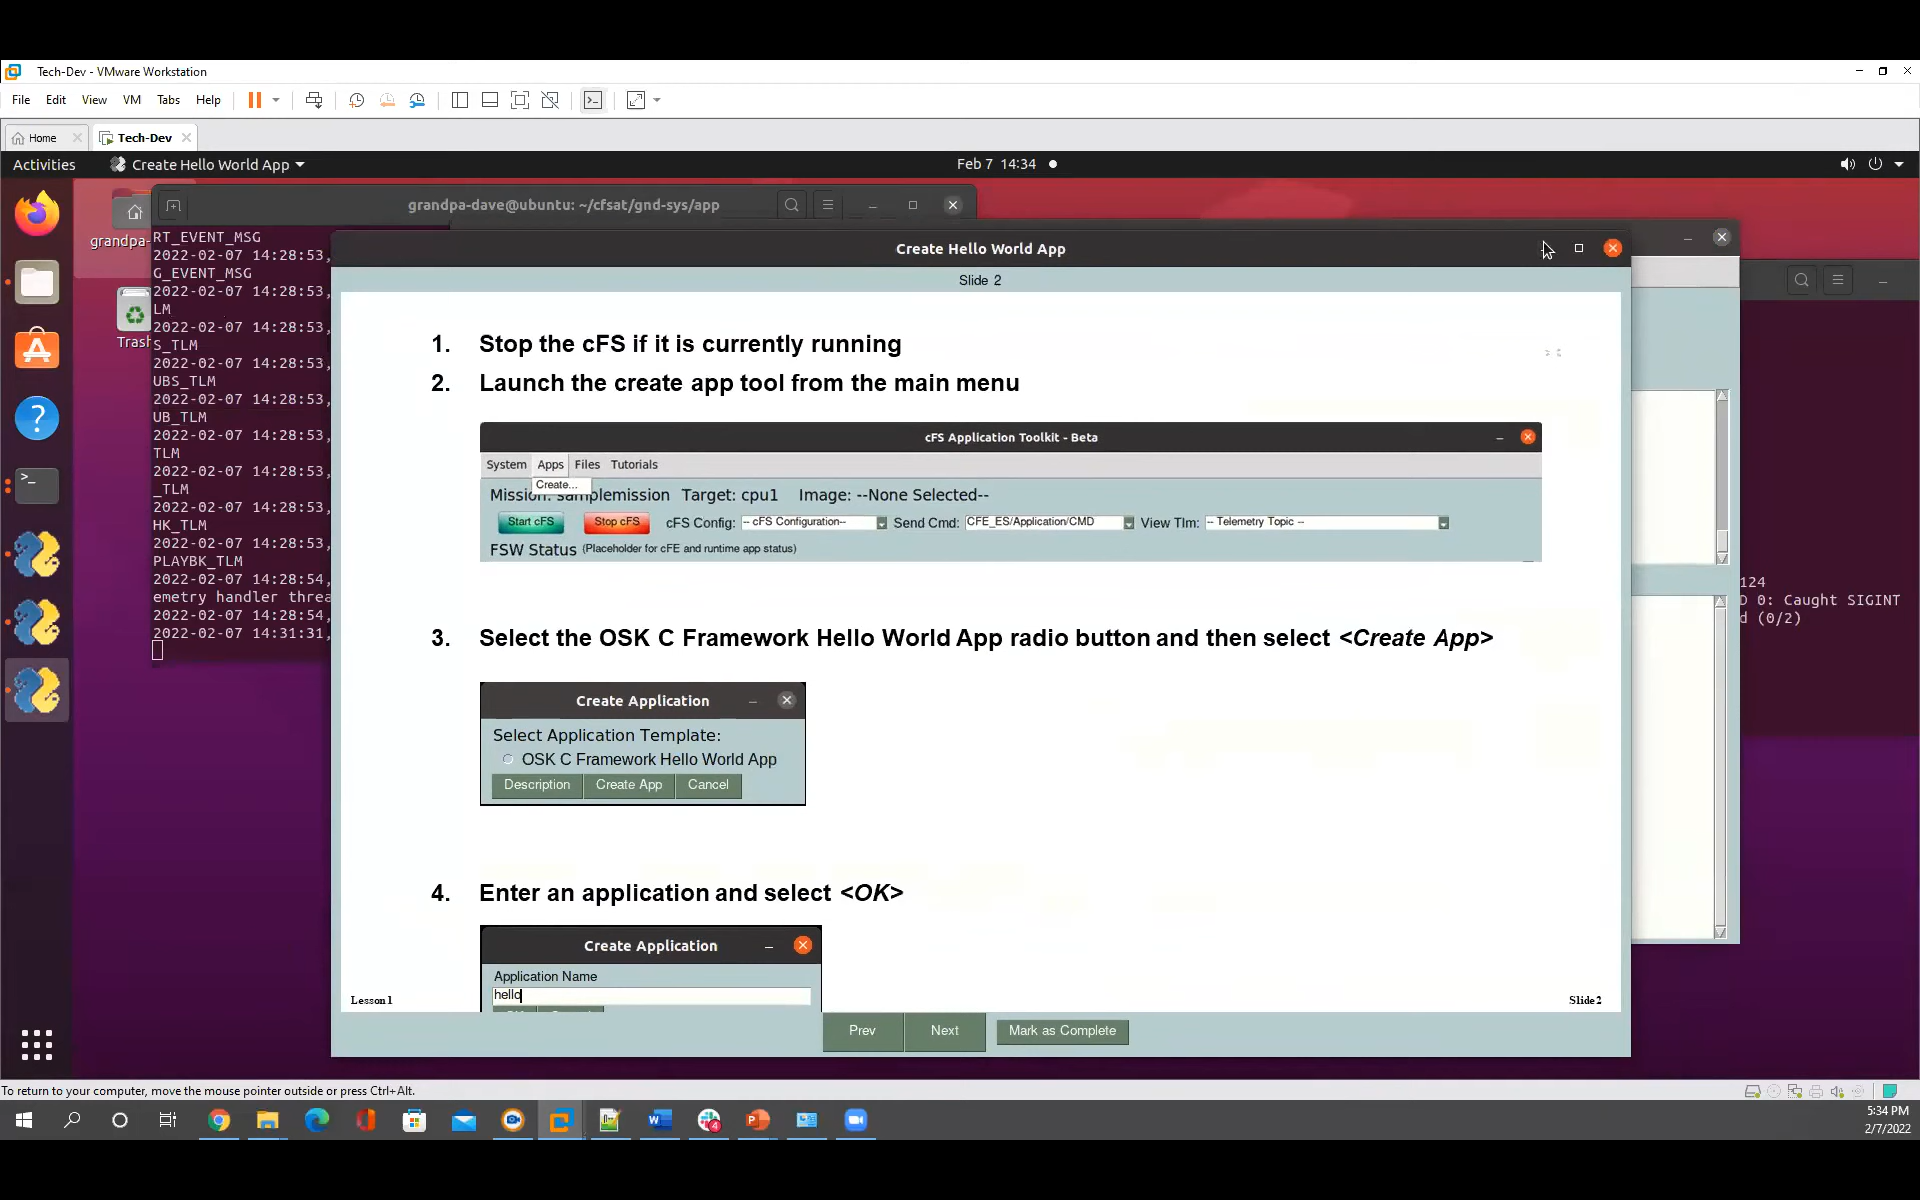 Tech-Dev - VMware Workstation
File Edit View VM Tabs Help
Home
Tech-Dev
Activities
Create Hello World App
Feb 7 14:34
grandpa-dave@ubuntu: ~/cfsat/gnd-sys/app
grandpa-
Trash
RT_EVENT_MSG
2022-02-07 14:28:53,
G_EVENT_MSG
2022-02-07 14:28:53,
LM
2022-02-07 14:28:53,
S_TLM
2022-02-07 14:28:53,
UBS_TLM
2022-02-07 14:28:53,
UB_TLM
2022-02-07 14:28:53,
TLM
2022-02-07 14:28:53,
_TLM
2022-02-07 14:28:53,
HK_TLM
2022-02-07 14:28:53,
PLAYBK_TLM
2022-02-07 14:28:54,
emetry handler threa
2022-02-07 14:28:54,
2022-02-07 14:31:31,
Create Hello World App
Slide 2
1. Stop the cFS if it is currently running
2. Launch the create app tool from the main menu
cFS Application Toolkit - Beta
System Apps Files Tutorials
Create...
Mission: samplemission Target: cpu1 Image: --None Selected--
Start cFS Stop cFS cFS Config: -- cFS Configuration-- Send Cmd: CFE_ES/Application/CMD View Tlm: -- Telemetry Topic --
FSW Status (Placeholder for cFE and runtime app status)
3. Select the OSK C Framework Hello World App radio button and then select <Create App>
Create Application
Select Application Template:
OSK C Framework Hello World App
Description Create App Cancel
4. Enter an application and select <OK>
Create Application
Application Name
hello
Lesson 1
Slide 2
Prev Next Mark as Complete
124
D 0: Caught SIGINT
d (0/2)
To return to your computer, move the mouse pointer outside or press Ctrl+Alt.
5:34 PM
2/7/2022